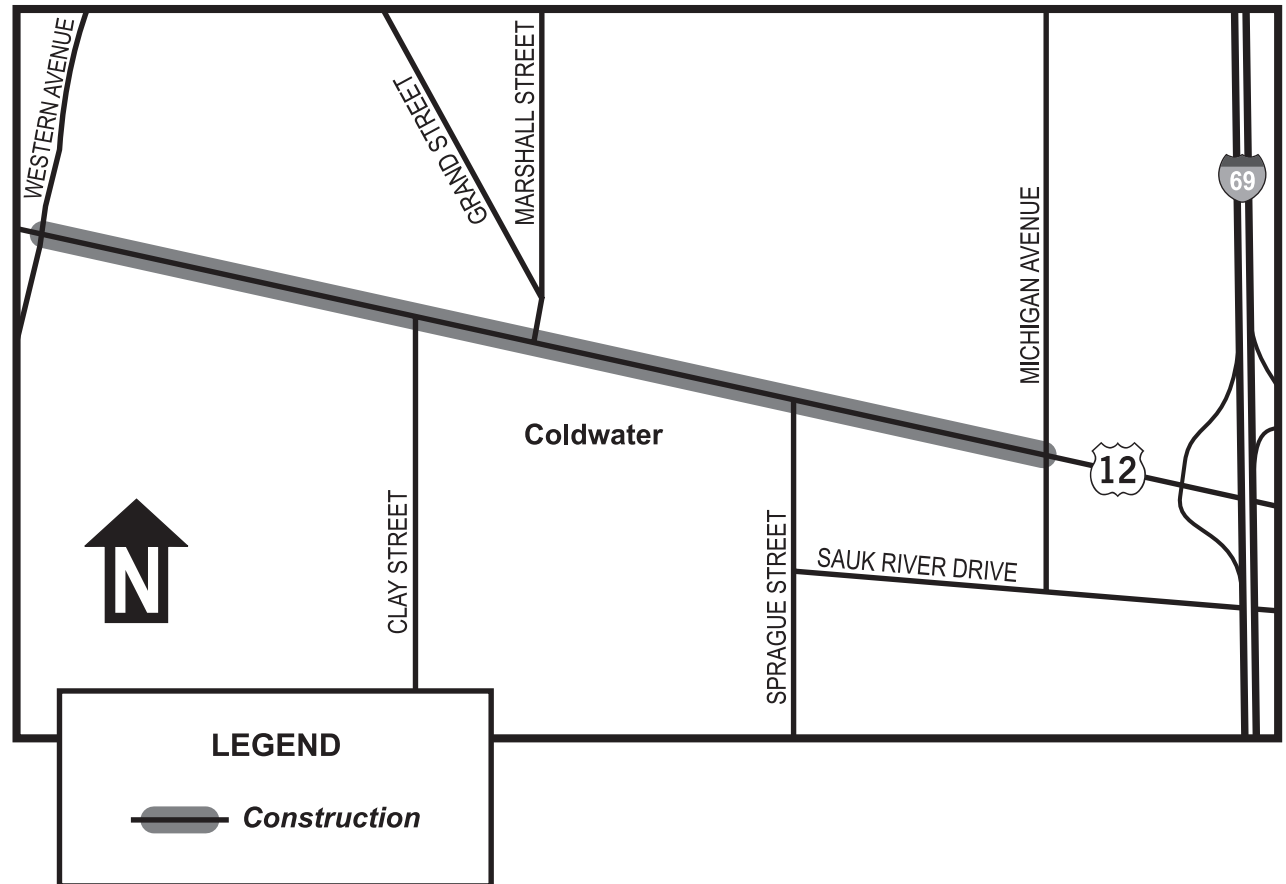 WESTERN AVENUE
GRAND STREET
MARSHALL STREET
MICHIGAN AVENUE
69
Coldwater
12
CLAY STREET
SPRAGUE STREET
SAUK RIVER DRIVE
N
LEGEND
Construction